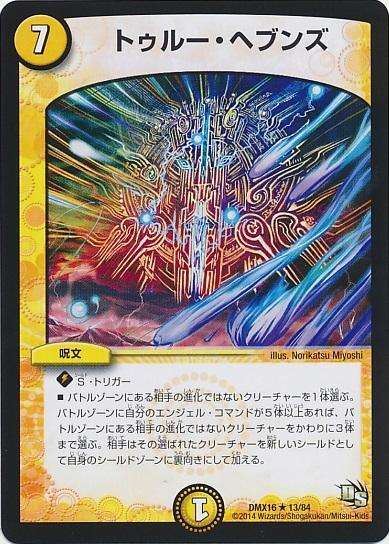 7
トゥルー・ヘブンズ
呪文
illus. Norikatsu Miyoshi
S・トリガー
■ バトルゾーンにある相手の進化ではないクリーチャーを1体選ぶ。
バトルゾーンに自分のエンジェル・コマンドが5体以上あれば、バ
トルゾーンにある相手の進化ではないクリーチャーをかわりに3体
まで選ぶ。相手はその選ばれたクリーチャーを新しいシールドとし
て自身のシールドゾーンに裏向きにして加える。
1
DMX16 ★ 13/84
©2014 Wizards/Shogakukan/Mitsui-Kids
DS